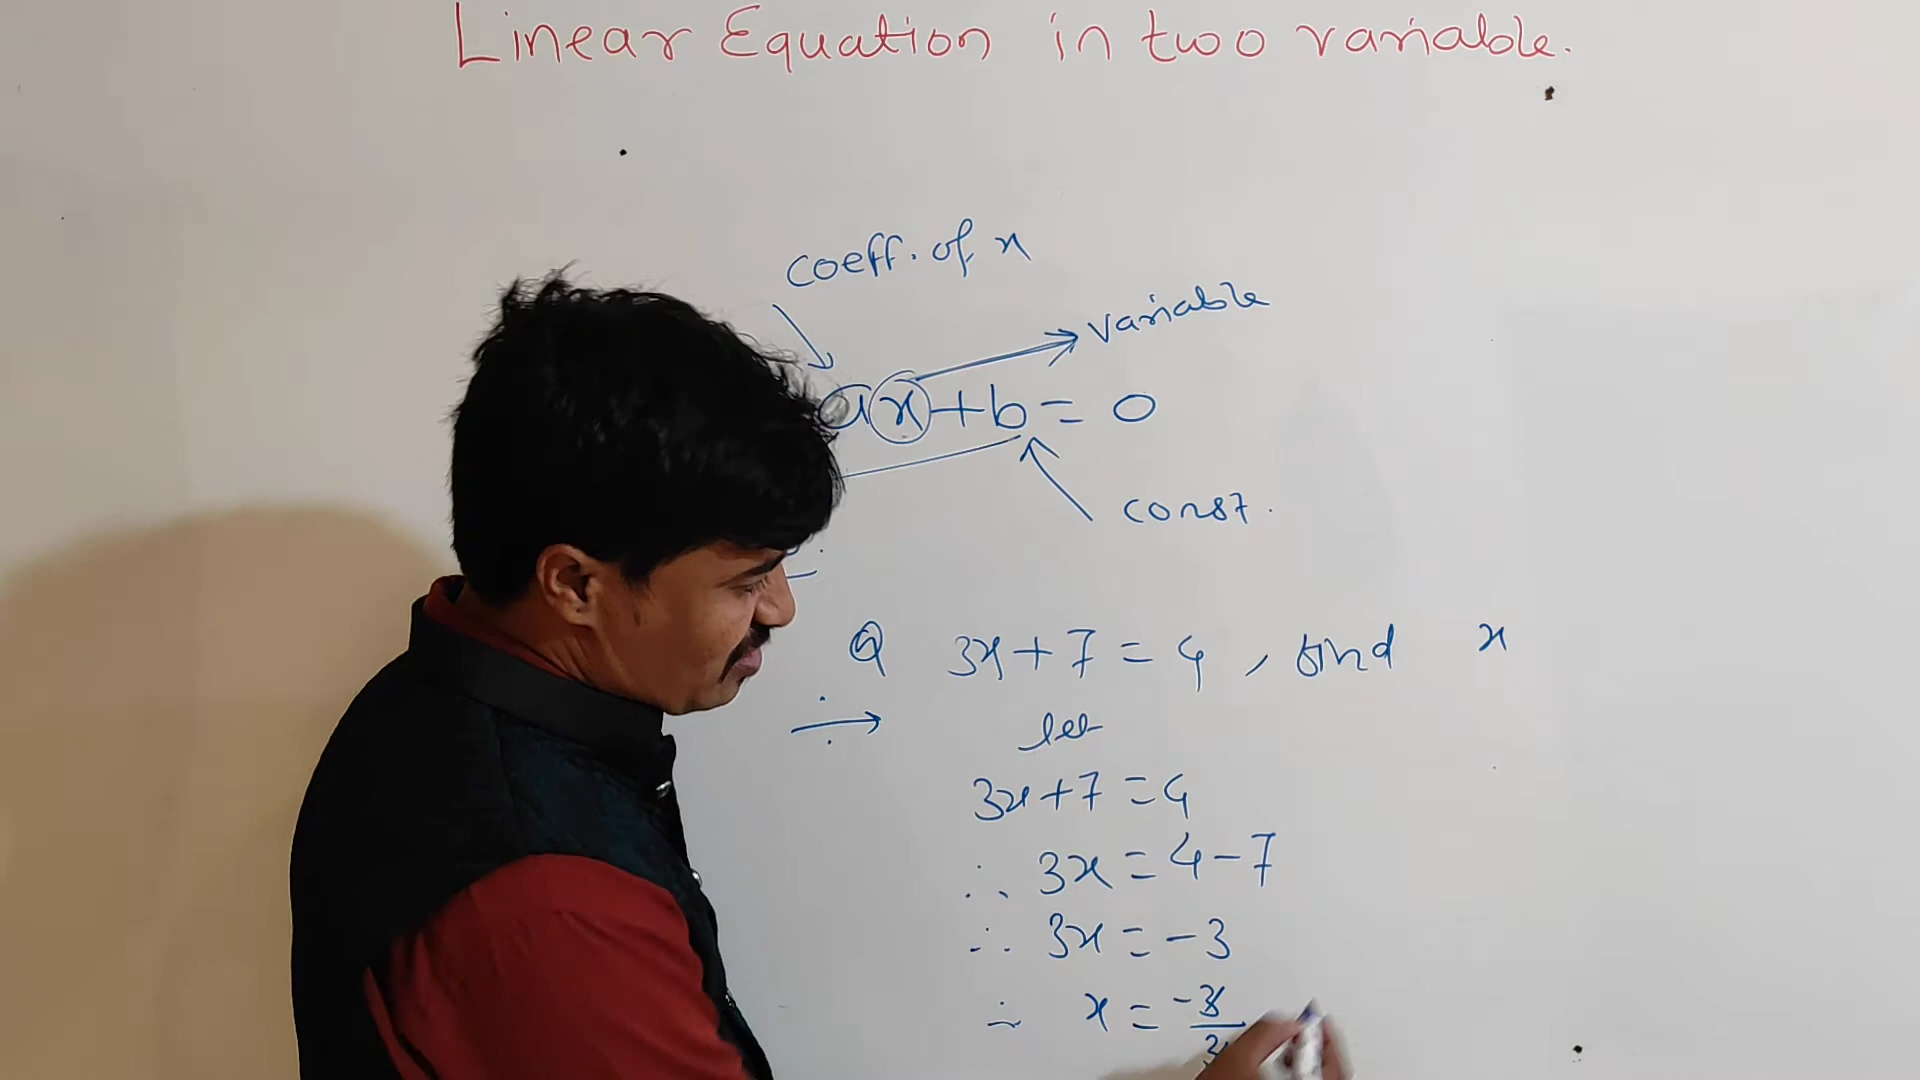 Linear Equation in two variable.
coeff. of x
variable
ax + b = 0
const.
Q 3x + 7 = 4 , find x
let
3x + 7 = 4
∴ 3x = 4 - 7
∴ 3x = - 3
∴ x = -3/3